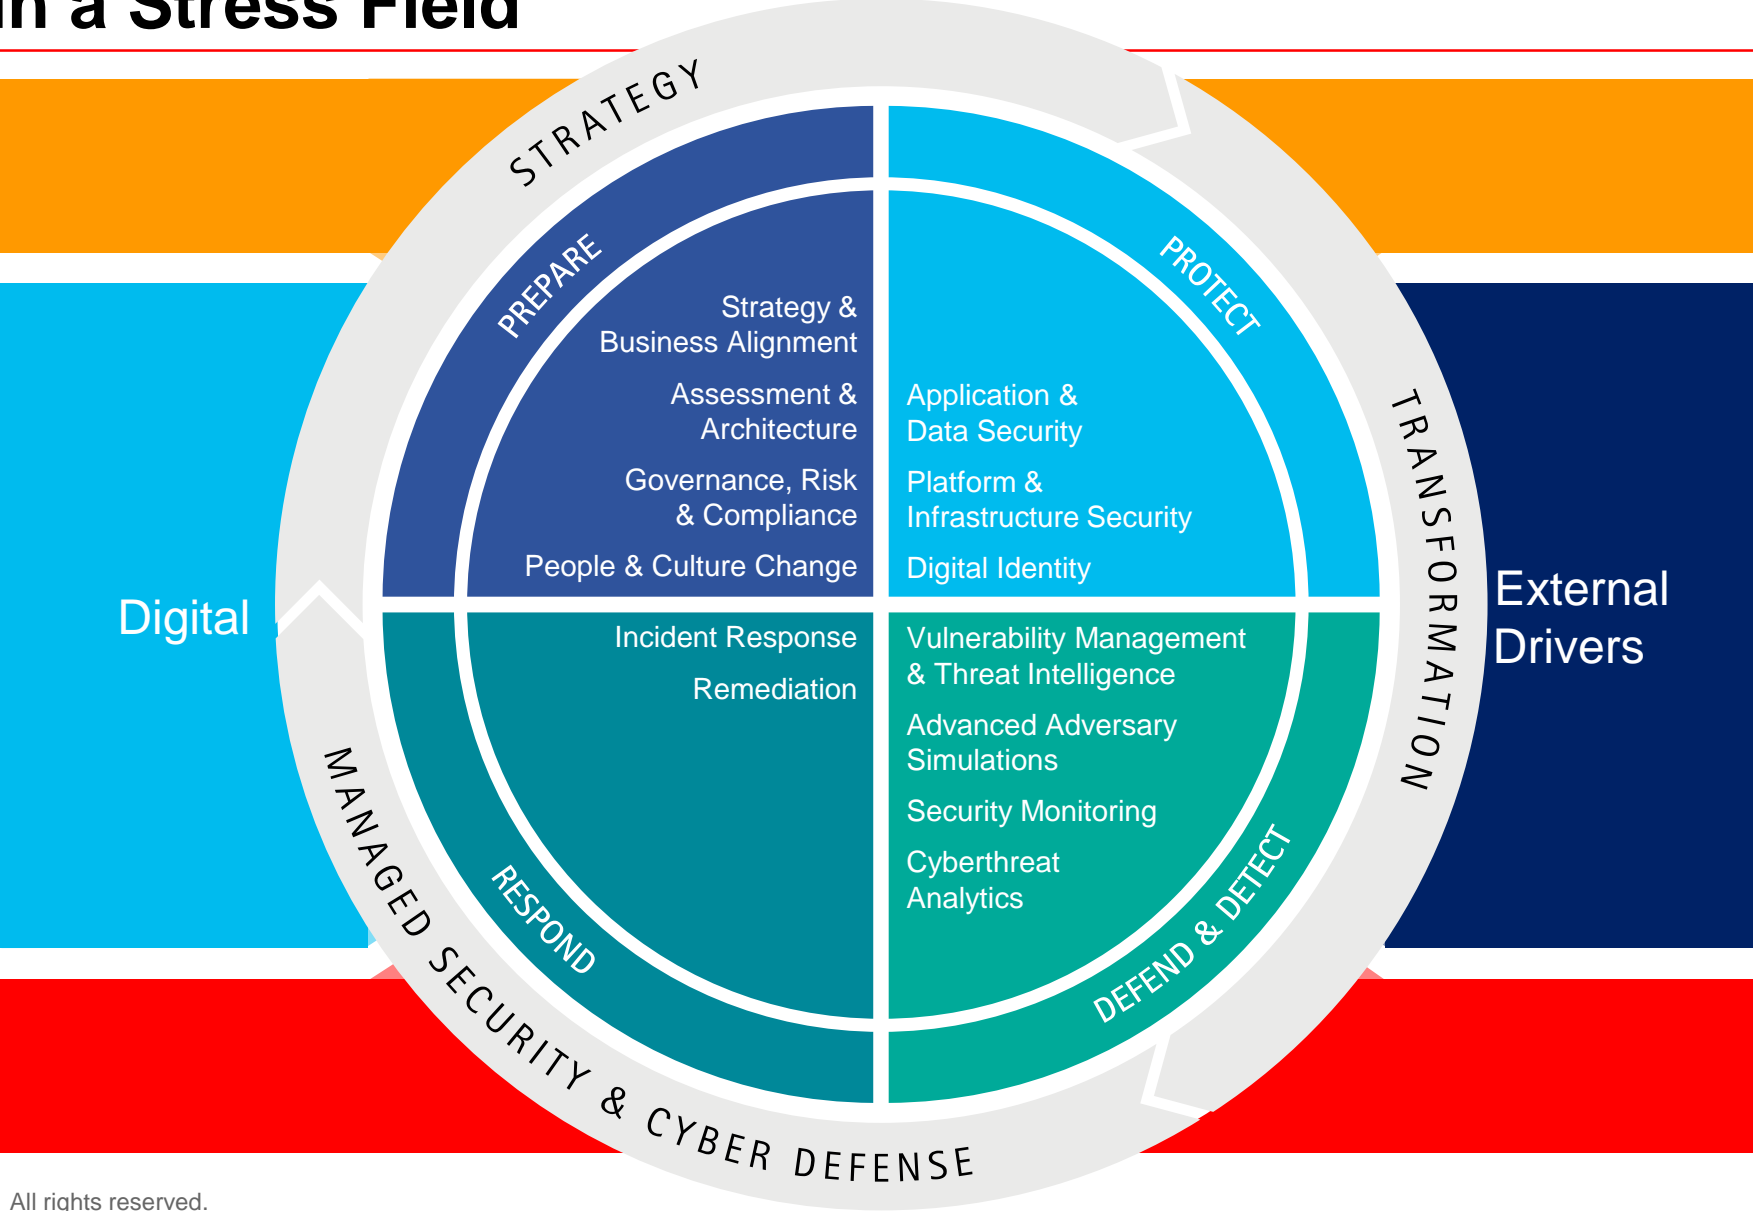 in a Stress Field
STRATEGY
PREPARE
PROTECT
Strategy &
Business Alignment
Assessment &
Architecture
Governance, Risk
& Compliance
People & Culture Change
Application &
Data Security
Platform &
Infrastructure Security
Digital Identity
TRANSFORMATION
Digital
External
Drivers
Incident Response
Remediation
Vulnerability Management
& Threat Intelligence
Advanced Adversary
Simulations
Security Monitoring
Cyberthreat
Analytics
RESPOND
DEFEND & DETECT
MANAGED SECURITY & CYBER DEFENSE
All rights reserved.